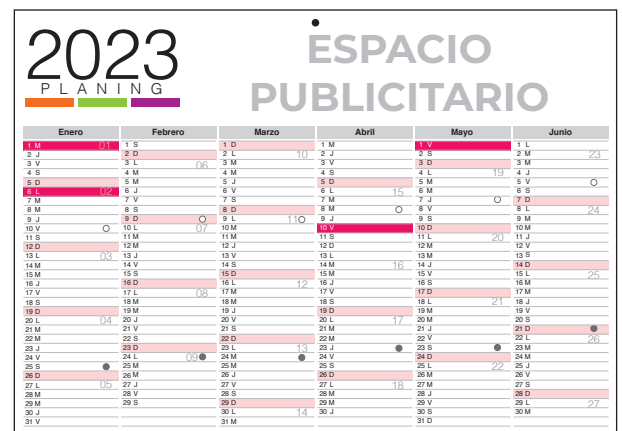 2023
PLANING
ESPACIO
PUBLICITARIO
Enero
1 M 01
2 J
3 V
4 S
5 D
6 L 02
7 M
8 M
9 J
10 V
11 S
12 D
13 L 03
14 M
15 M
16 J
17 V
18 S
19 D
20 L 04
21 M
22 M
23 J
24 V
25 S
26 D
27 L 05
28 M
29 M
30 J
31 V
Febrero
1 S
2 D
3 L 06
4 M
5 M
6 J
7 V
8 S
9 D
10 L 07
11 M
12 M
13 J
14 V
15 S
16 D
17 L 08
18 M
19 M
20 J
21 V
22 S
23 D
24 L 09
25 M
26 M
27 J
28 V
29 S
Marzo
1 D
2 L 10
3 M
4 M
5 J
6 V
7 S
8 D
9 L 11
10 M
11 M
12 J
13 V
14 S
15 D
16 L 12
17 M
18 M
19 J
20 V
21 S
22 D
23 L 13
24 M
25 M
26 J
27 V
28 S
29 D
30 L 14
31 M
Abril
1 M
2 J
3 V
4 S
5 D
6 L 15
7 M
8 M
9 J
10 V
11 S
12 D
13 L
14 M 16
15 M
16 J
17 V
18 S
19 D
20 L 17
21 M
22 M
23 J
24 V
25 S
26 D
27 L 18
28 M
29 M
30 J
Mayo
1 V
2 S
3 D
4 L 19
5 M
6 M
7 J
8 V
9 S
10 D
11 L 20
12 M
13 M
14 J
15 V
16 S
17 D
18 L 21
19 M
20 M
21 J
22 V
23 S
24 D
25 L 22
26 M
27 M
28 J
29 V
30 S
31 D
Junio
1 L
2 M 23
3 M
4 J
5 V
6 S
7 D
8 L 24
9 M
10 M
11 J
12 V
13 S
14 D
15 L 25
16 M
17 M
18 J
19 V
20 S
21 D
22 L 26
23 M
24 M
25 J
26 V
27 S
28 D
29 L 27
30 M